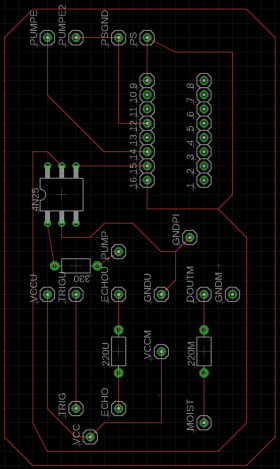 PUMPE
PUMPE2
PSGND
PS
16 15 14 13 12 11 10 9
1 2 3 4 5 6 7 8
4N25
GNDPI
PUMP
330
VCCU
TRIGU
ECHOU
GNDU
DOUTM
GNDM
220U
VCCM
220M
TRIG
ECHO
MOIST
VCC